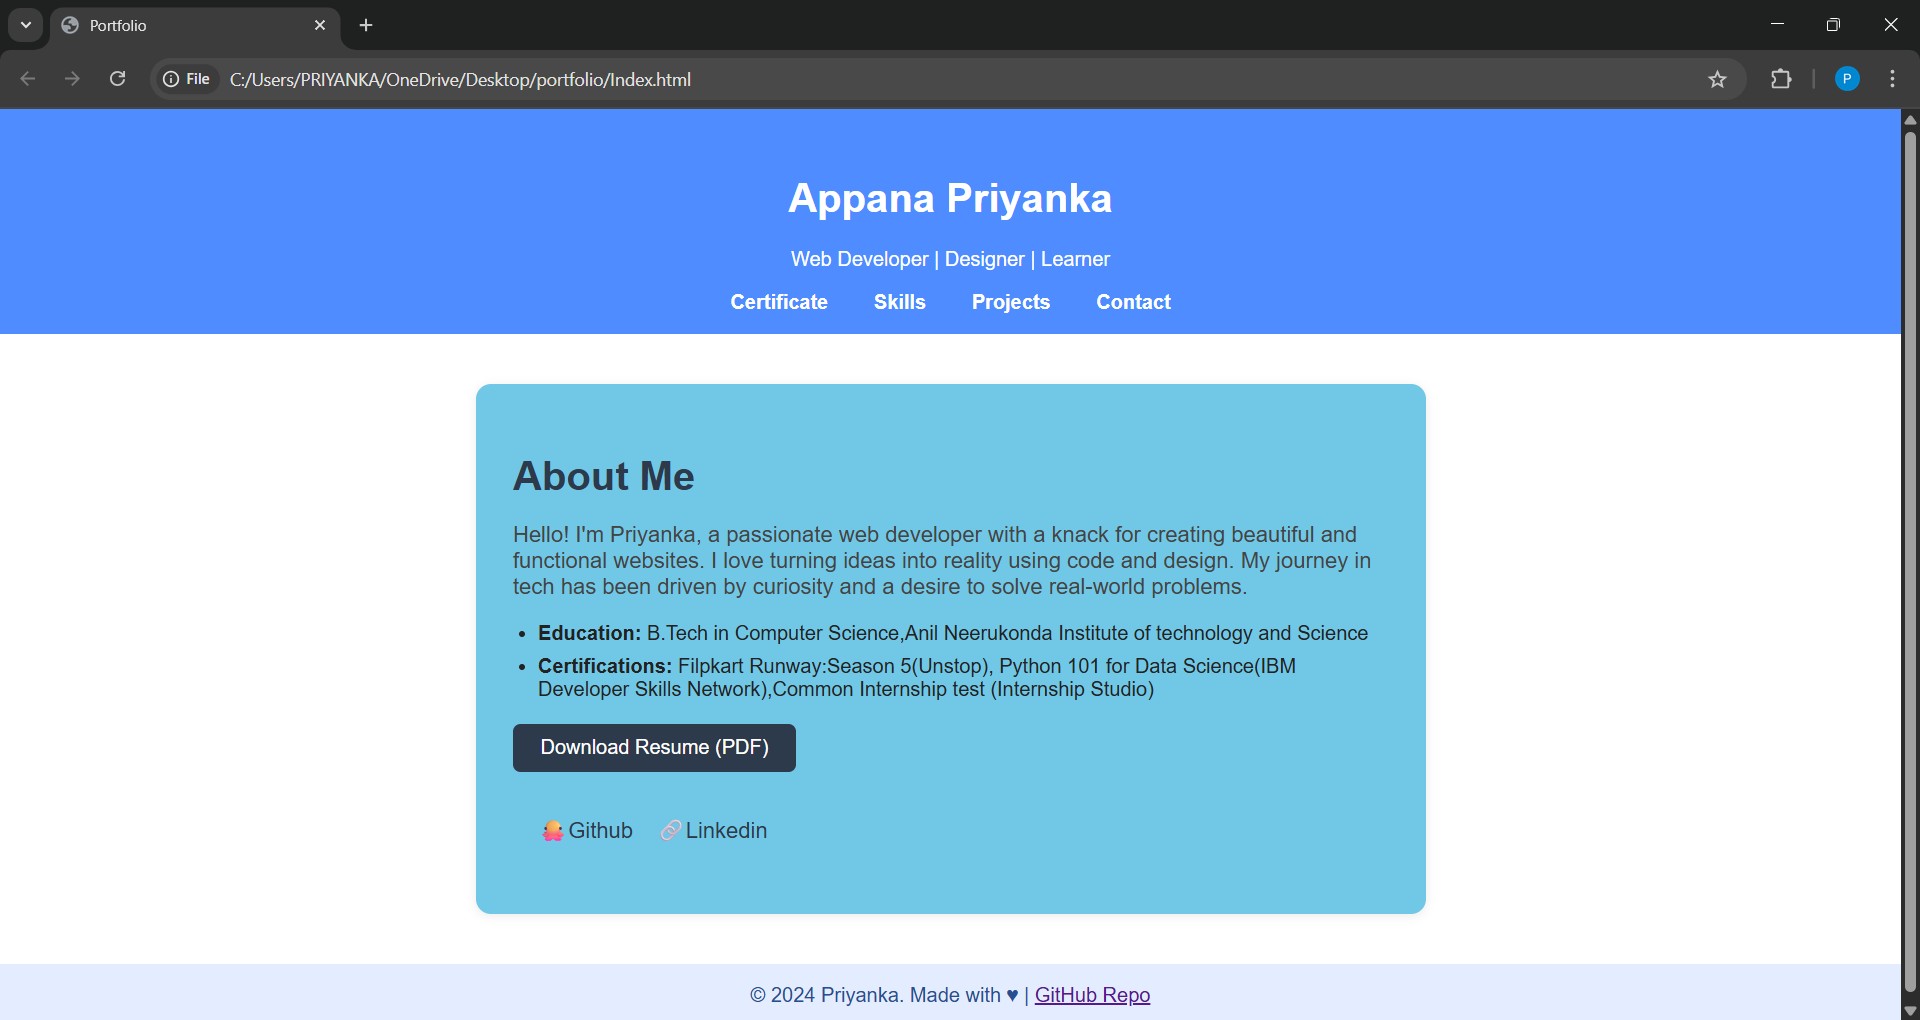 Portfolio
File C:/Users/PRIYANKA/OneDrive/Desktop/portfolio/Index.html
P
Appana Priyanka
Web Developer | Designer | Learner
Certificate Skills Projects Contact
About Me
Hello! I'm Priyanka, a passionate web developer with a knack for creating beautiful and
functional websites. I love turning ideas into reality using code and design. My journey in
tech has been driven by curiosity and a desire to solve real-world problems.
• Education: B.Tech in Computer Science,Anil Neerukonda Institute of technology and Science
• Certifications: Filpkart Runway:Season 5(Unstop), Python 101 for Data Science(IBM
Developer Skills Network),Common Internship test (Internship Studio)
Download Resume (PDF)
🐙Github 🔗Linkedin
© 2024 Priyanka. Made with ♥ | GitHub Repo